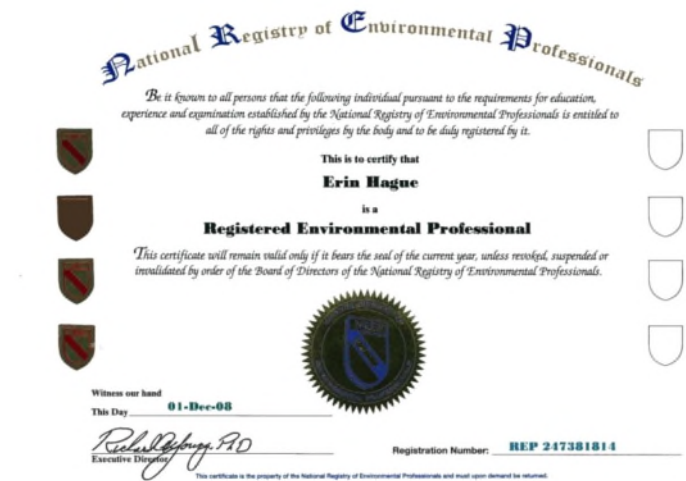 National Registry of Environmental Professionals
Be it known to all persons that the following individual pursuant to the requirements for education,
experience and examination established by the National Registry of Environmental Professionals is entitled to
all of the rights and privileges by the body and to be duly registered by it.
This is to certify that
Erin Hague
is a
Registered Environmental Professional
This certificate will remain valid only if it bears the seal of the current year, unless revoked, suspended or
invalidated by order of the Board of Directors of the National Registry of Environmental Professionals.
Witness our hand
This Day 01-Dec-08
Executive Director
Registration Number: REP 247381814
This certificate is the property of the National Registry of Environmental Professionals and must upon demand be returned.